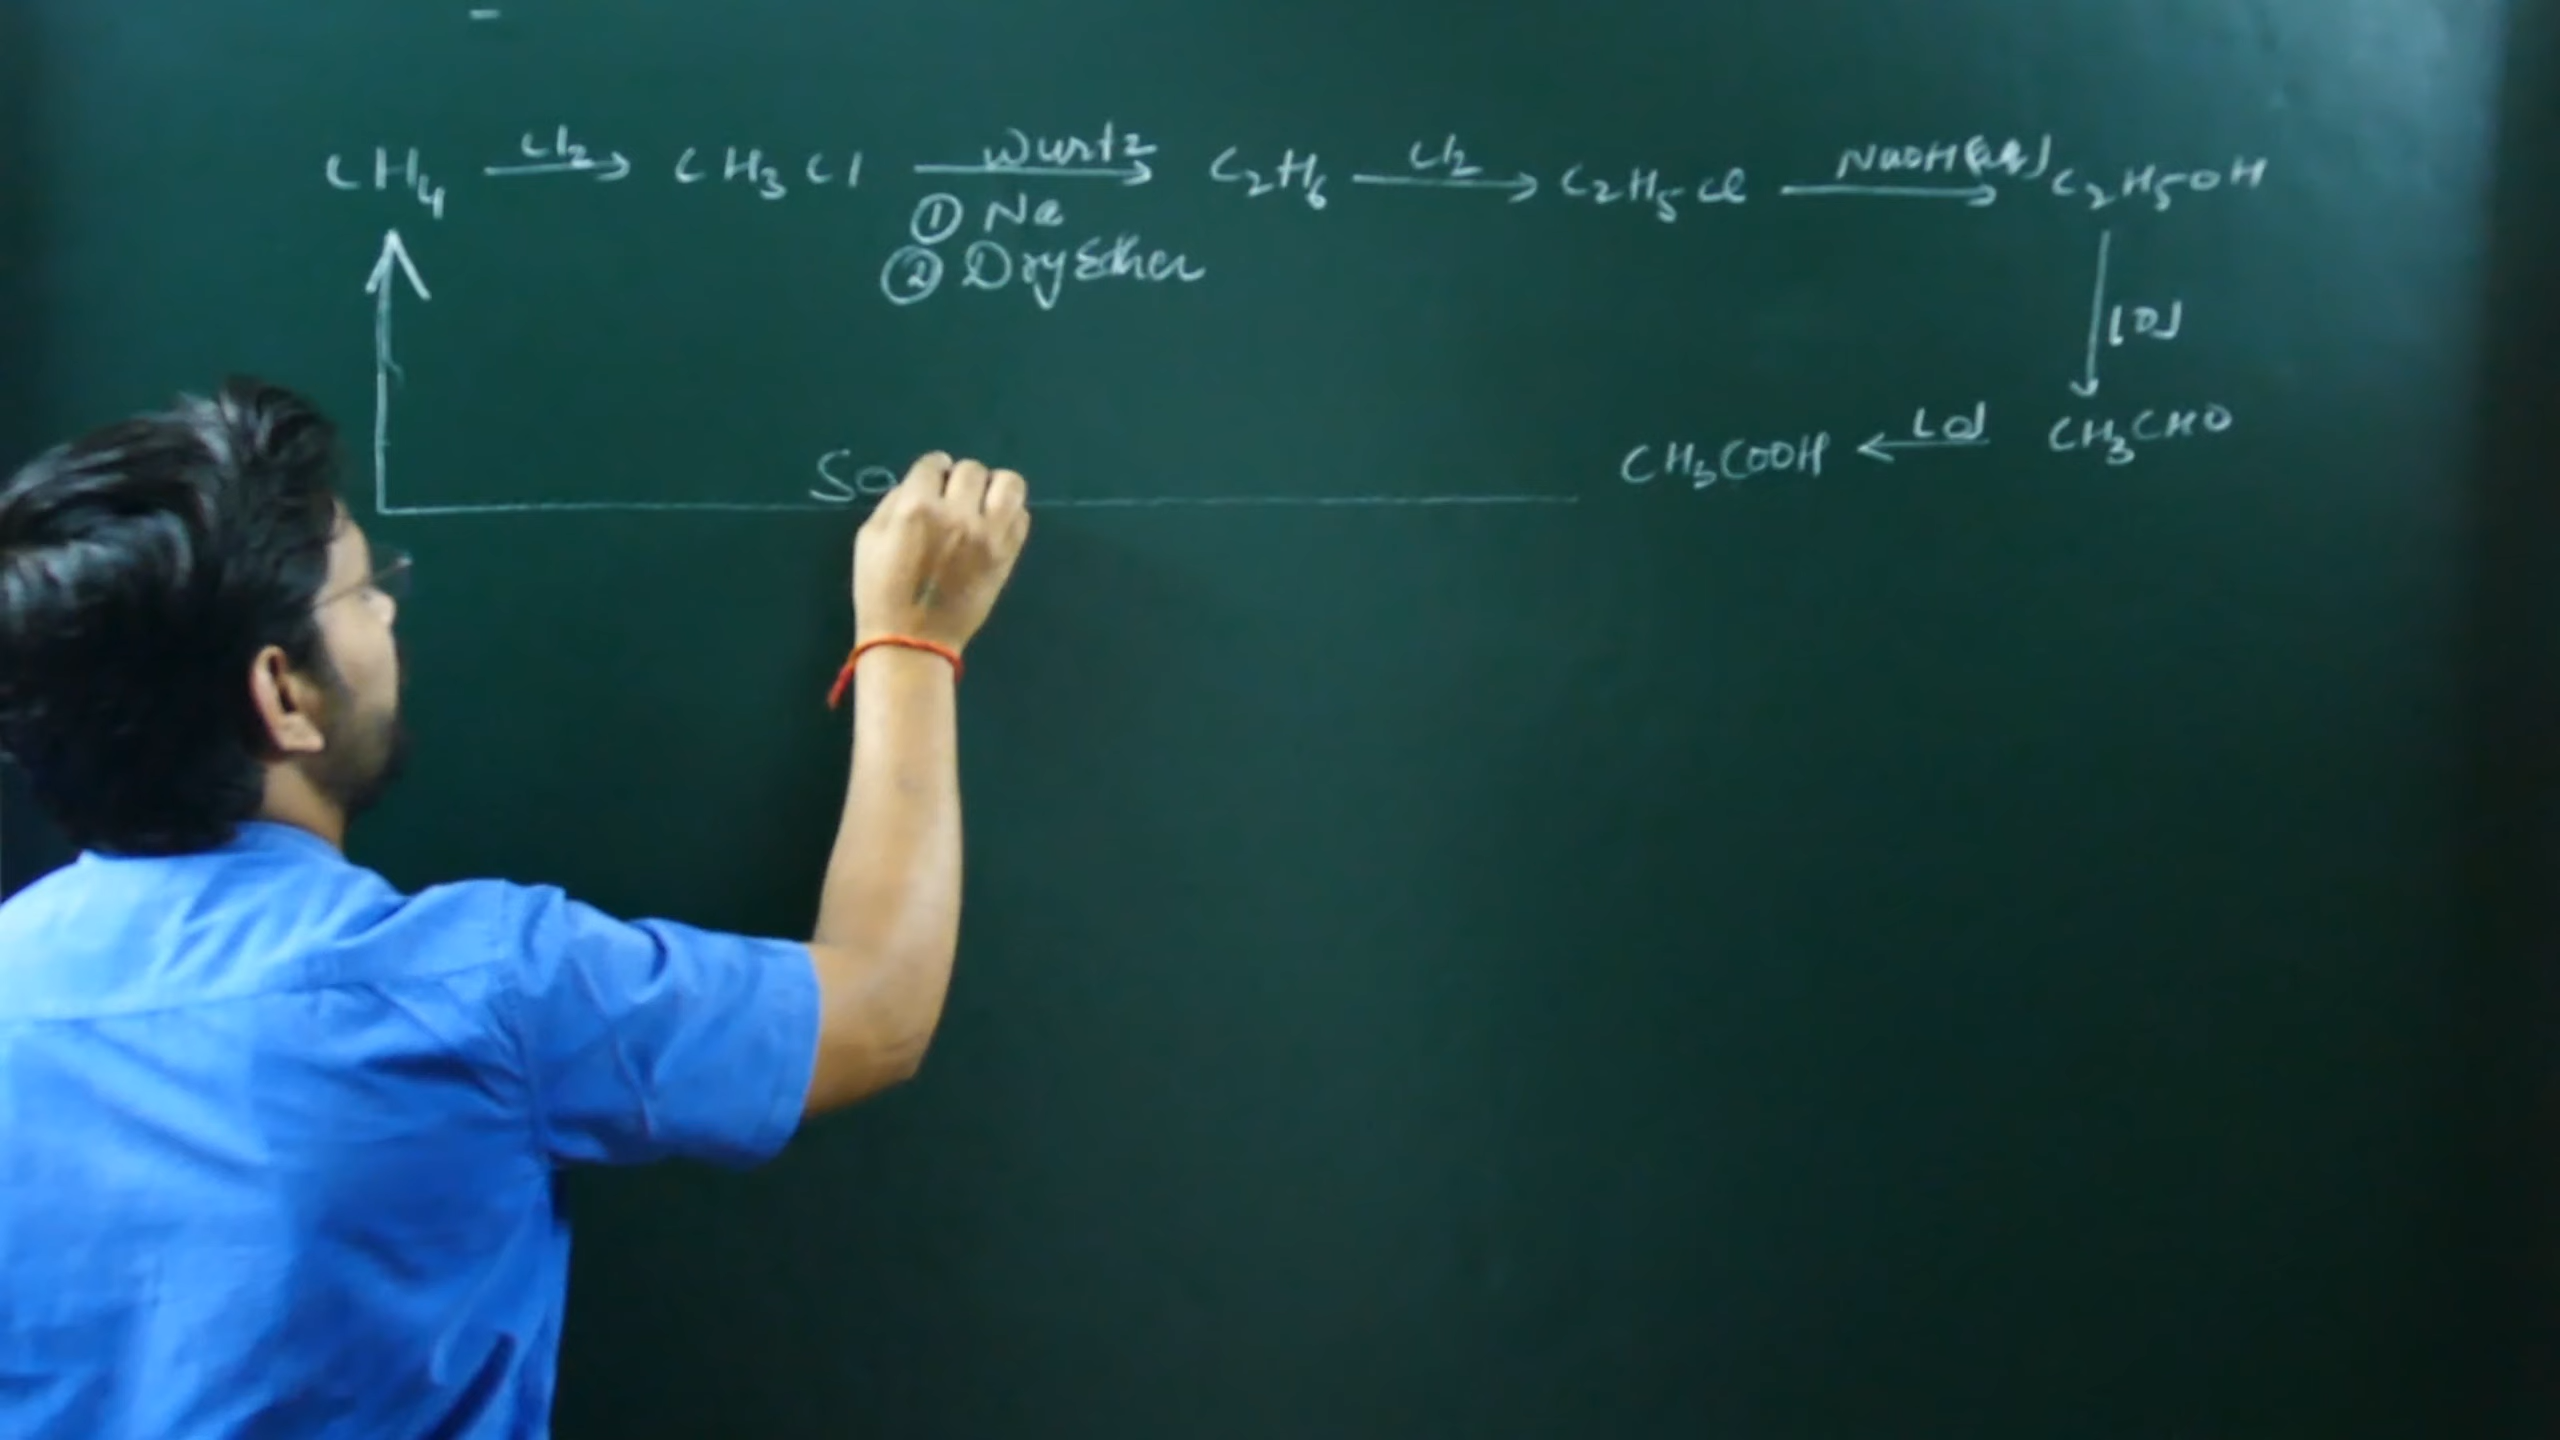 CH4 —Cl2→ CH3Cl —Wurtz→ C2H6 —Cl2→ C2H5Cl —NaOH(aq)→ C2H5OH
① Na
② Dry Ether
↓ [O]
CH3COOH ←[O]— CH3CHO
So